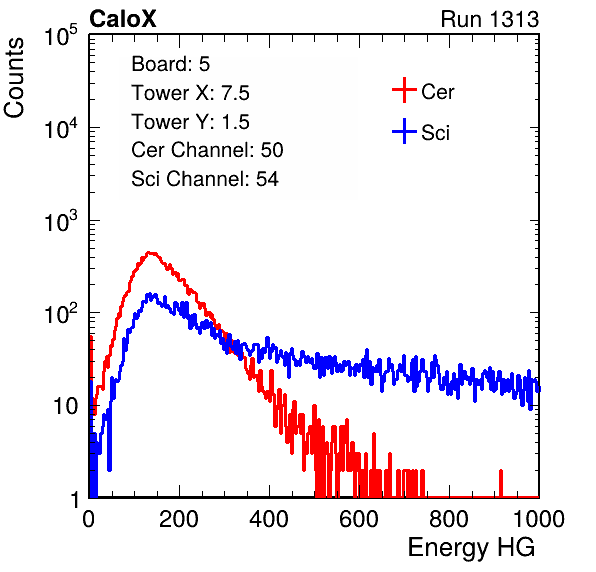 CaloX Run 1313
Counts
10^5
10^4
10^3
10^2
10
1
Board: 5
Tower X: 7.5
Tower Y: 1.5
Cer Channel: 50
Sci Channel: 54
Cer
Sci
0 200 400 600 800 1000
Energy HG